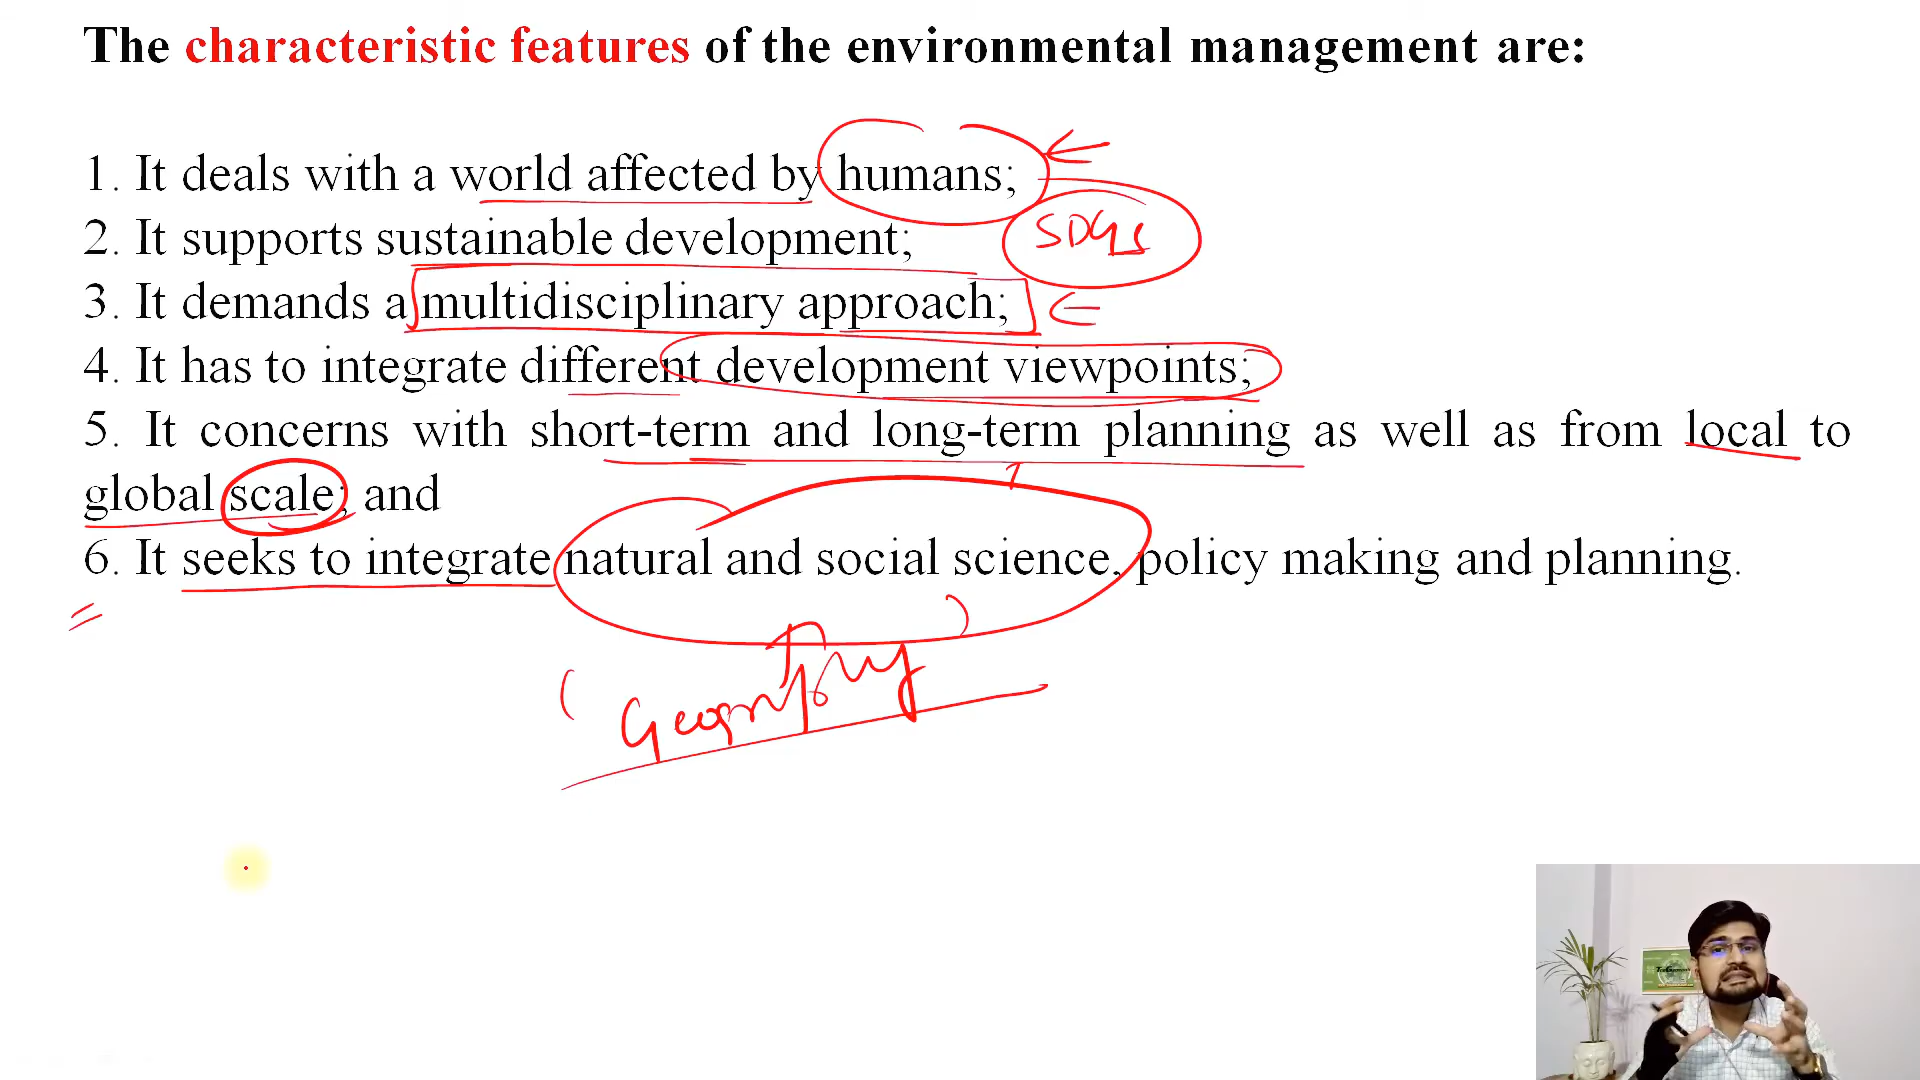 The characteristic features of the environmental management are:
1. It deals with a world affected by humans;
2. It supports sustainable development;
SDGs
3. It demands a multidisciplinary approach;
4. It has to integrate different development viewpoints;
5. It concerns with short-term and long-term planning as well as from local to
global scale; and
6. It seeks to integrate natural and social science, policy making and planning.
Geography